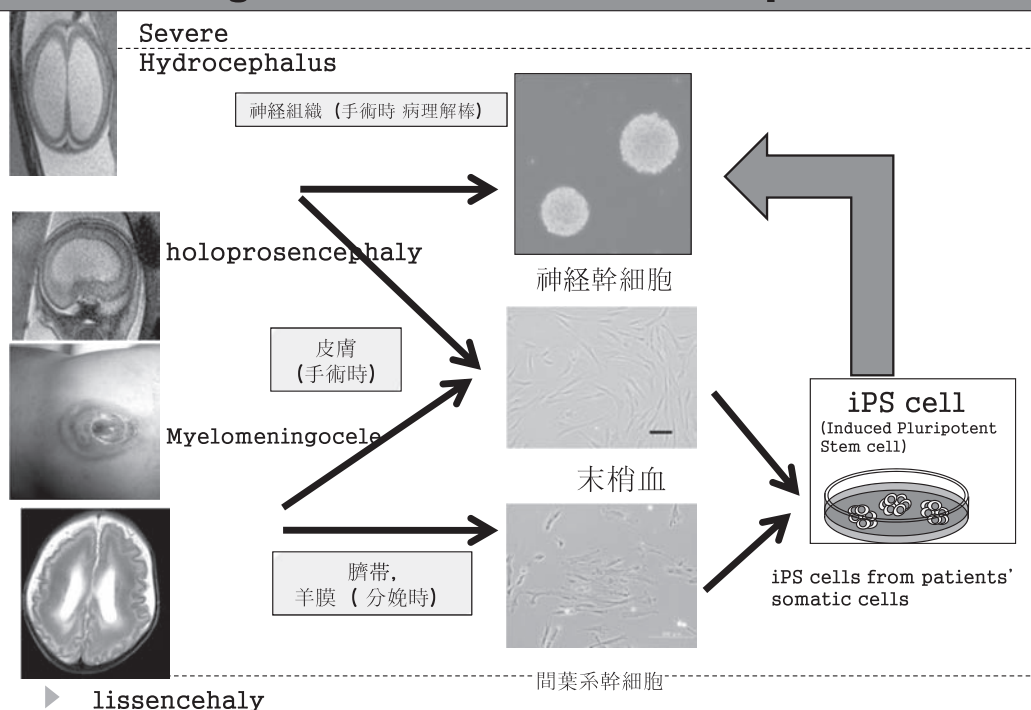 Severe
Hydrocephalus
神経組織 (手術時 病理解棒)
神経幹細胞
holoprosencephaly
皮膚
(手術時)
Myelomeningocele
末梢血
iPS cell
(Induced Pluripotent
Stem cell)
臍帯,
羊膜 ( 分娩時)
iPS cells from patients'
somatic cells
間葉系幹細胞
lissencehaly